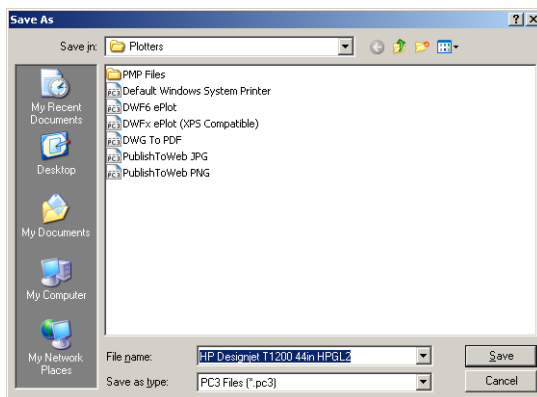 Save As
Save in:
Plotters
My Recent
Documents
Desktop
My Documents
My Computer
My Network
Places
PMP Files
Default Windows System Printer
DWF6 ePlot
DWFx ePlot (XPS Compatible)
DWG To PDF
PublishToWeb JPG
PublishToWeb PNG
File name:
HP Designjet T1200 44in HPGL2
Save
Save as type:
PC3 Files (*.pc3)
Cancel